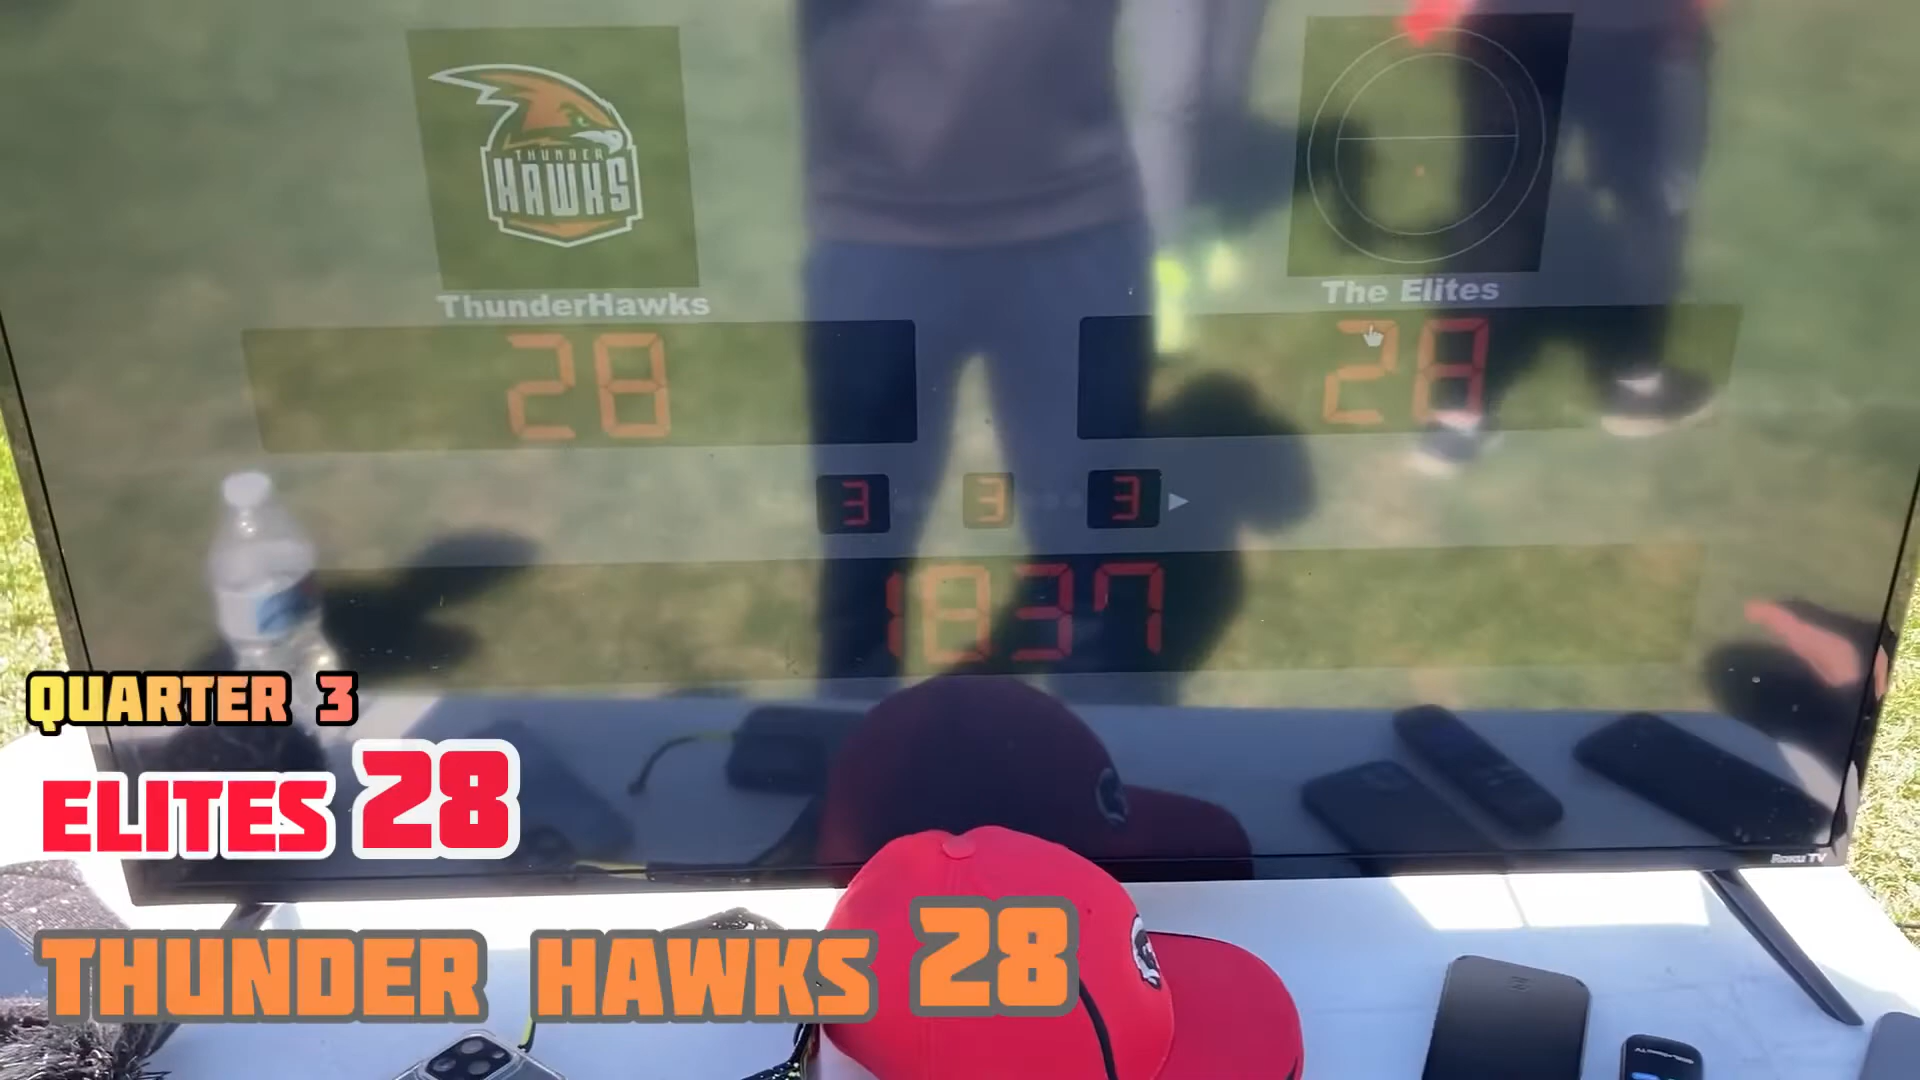 THUNDER
HAWKS
ThunderHawks
The Elites
28
28
3
3
3
1837
QUARTER 3
ELITES 28
THUNDER HAWKS 28
Roku TV